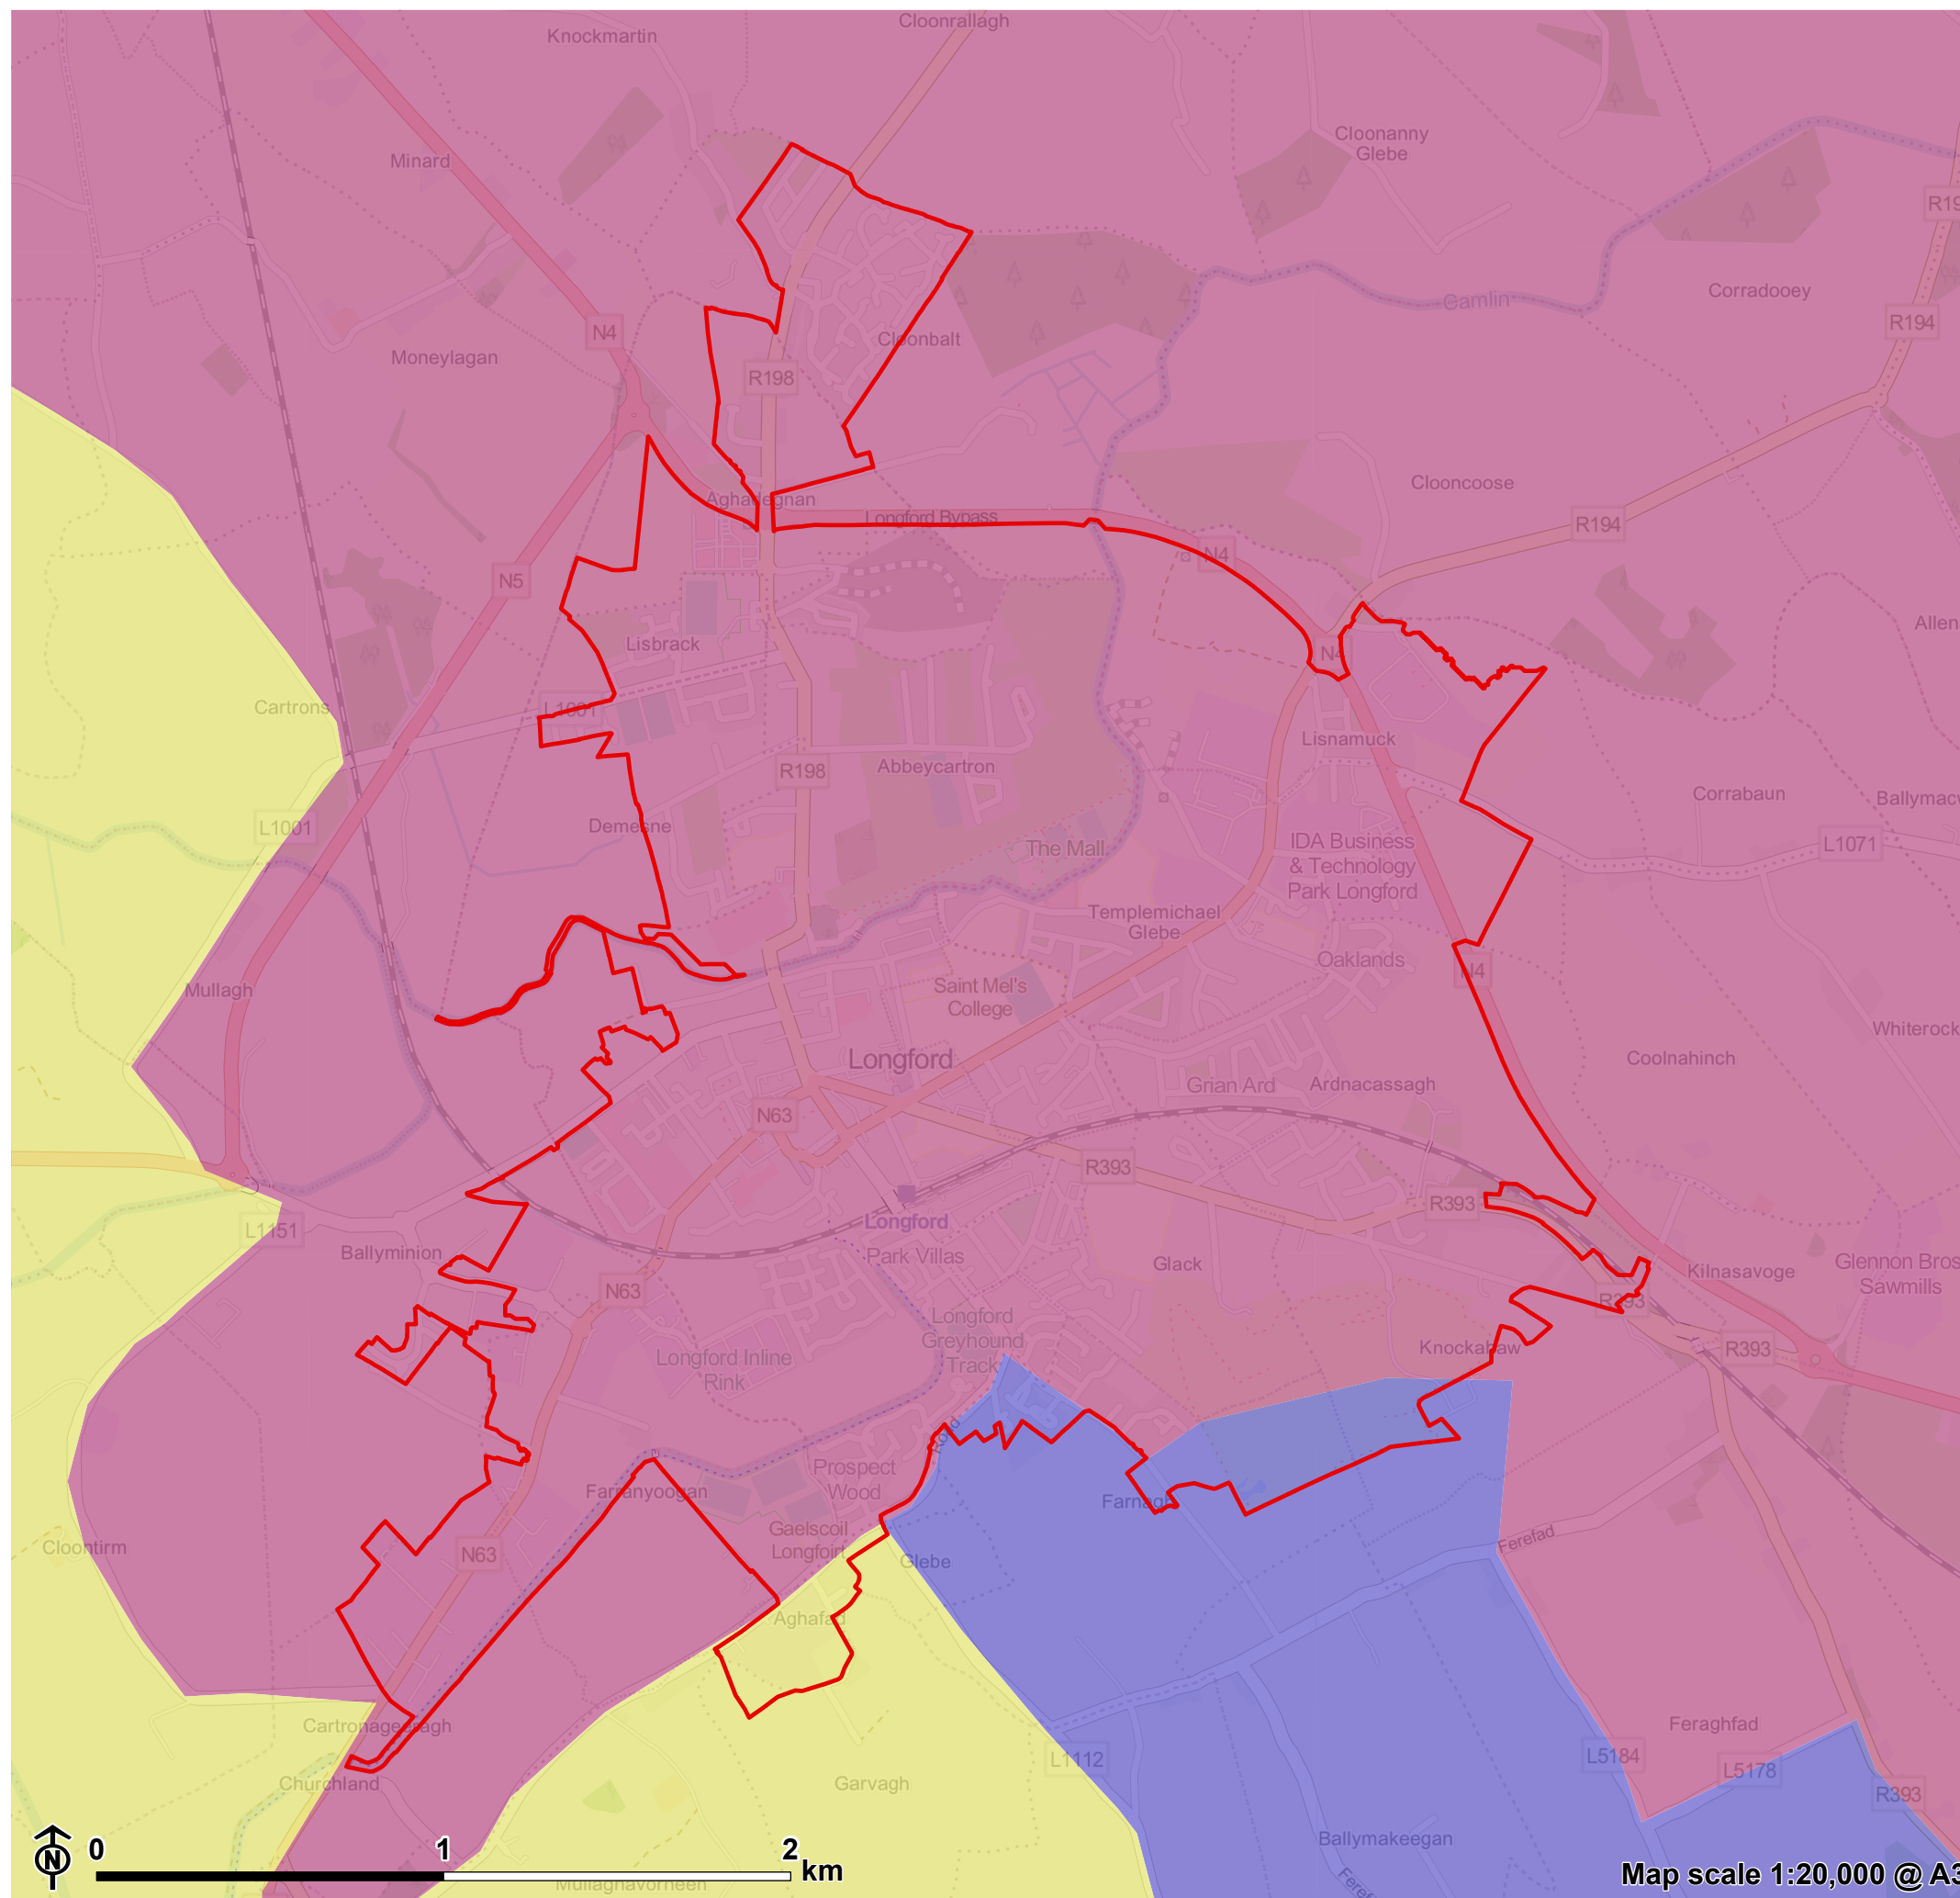 Cloonrallagh
Knockmartin
Cloonanny
Glebe
Minard
R19
Corradooey
Camlin
R194
N4
Cloonbalt
Moneylagan
R198
Clooncoose
Aghadegnan
Longford Bypass
R194
N4
N5
Allen
Lisbrack
N4
Cartrons
L1001
Lisnamuck
R198
Abbeycartron
Corrabaun
Ballymac
L1001
Demesne
The Mall
IDA Business
& Technology
Park Longford
L1071
Templemichael
Glebe
Oaklands
N4
Mullagh
Saint Mel's
College
Whiterock
Longford
Coolnahinch
Grian Ard
Ardnacassagh
N63
R393
R393
Longford
L1151
Ballyminion
Park Villas
Glack
Kilnasavoge
Glennon Bros
Sawmills
N63
R393
Longford
Greyhound
Track
Knockahaw
R393
Longford Inline
Rink
Road
Prospect
Wood
Farranyoogan
Farnagh
Gaelscoil
Longfoirt
Ferefad
Cloontirm
N63
Glebe
Aghafad
Cartronageeragh
Feraghfad
L1112
L5184
L5178
Churchland
Garvagh
R393
Ballymakeegan
N
0 1 2 km
Mullaghavorneen
Feref
Map scale 1:20,000 @ A3